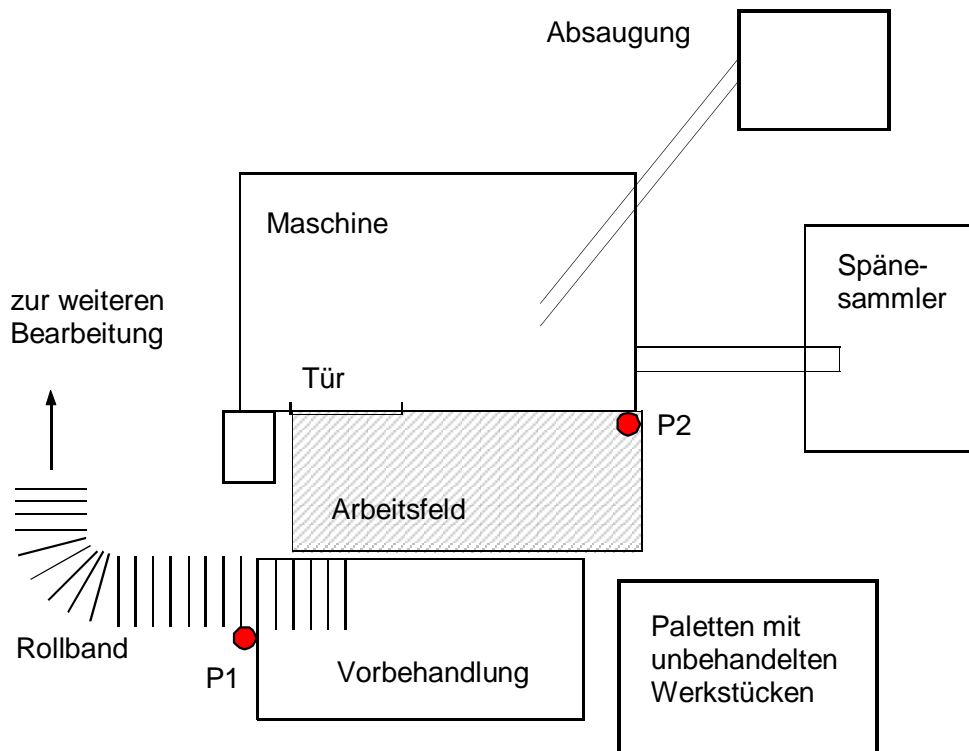 Absaugung
Maschine
Späne-
sammler
zur weiteren
Bearbeitung
Tür
P2
Arbeitsfeld
Rollband
P1
Vorbehandlung
Paletten mit
unbehandelten
Werkstücken